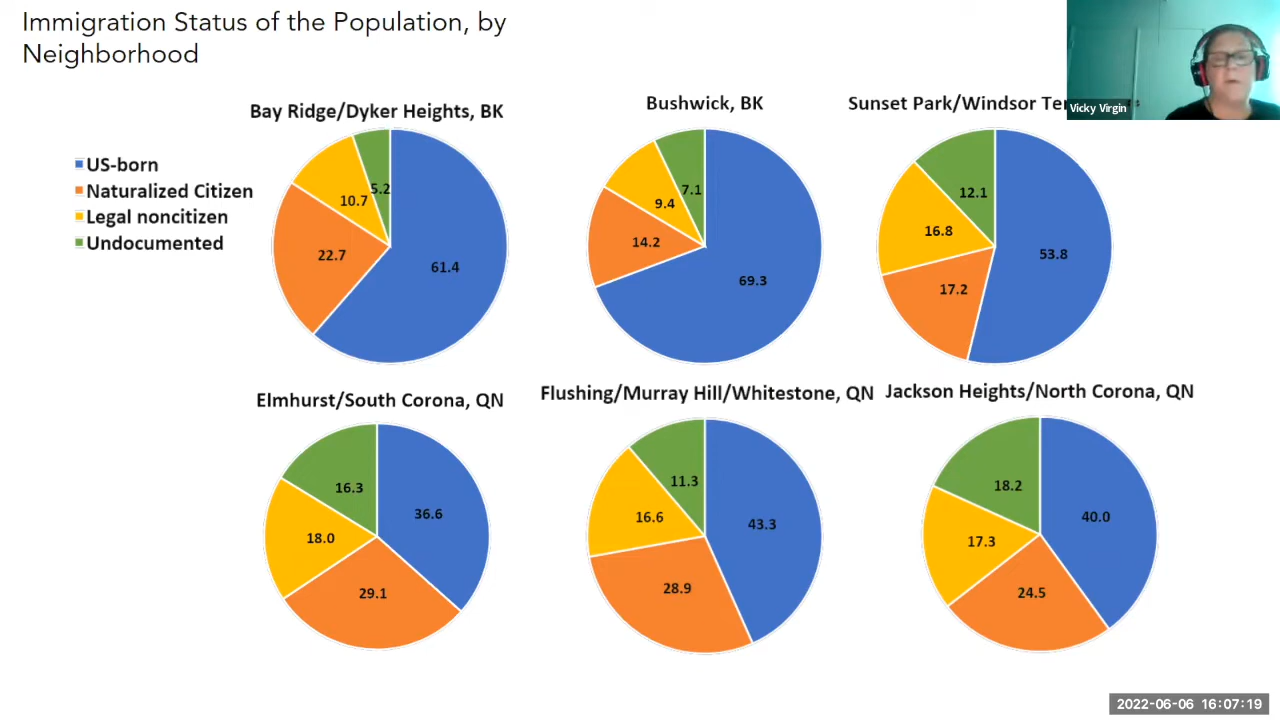 Immigration Status of the Population, by
Neighborhood
Vicky Virgin
Bay Ridge/Dyker Heights, BK
Bushwick, BK
Sunset Park/Windsor
US-born
Naturalized Citizen
Legal noncitizen
Undocumented
5.2
10.7
22.7
61.4
7.1
9.4
14.2
69.3
12.1
16.8
17.2
53.8
Elmhurst/South Corona, QN
Flushing/Murray Hill/Whitestone, QN
Jackson Heights/North Corona, QN
16.3
18.0
29.1
36.6
11.3
16.6
28.9
43.3
18.2
17.3
24.5
40.0
2022-06-06 16:07:19